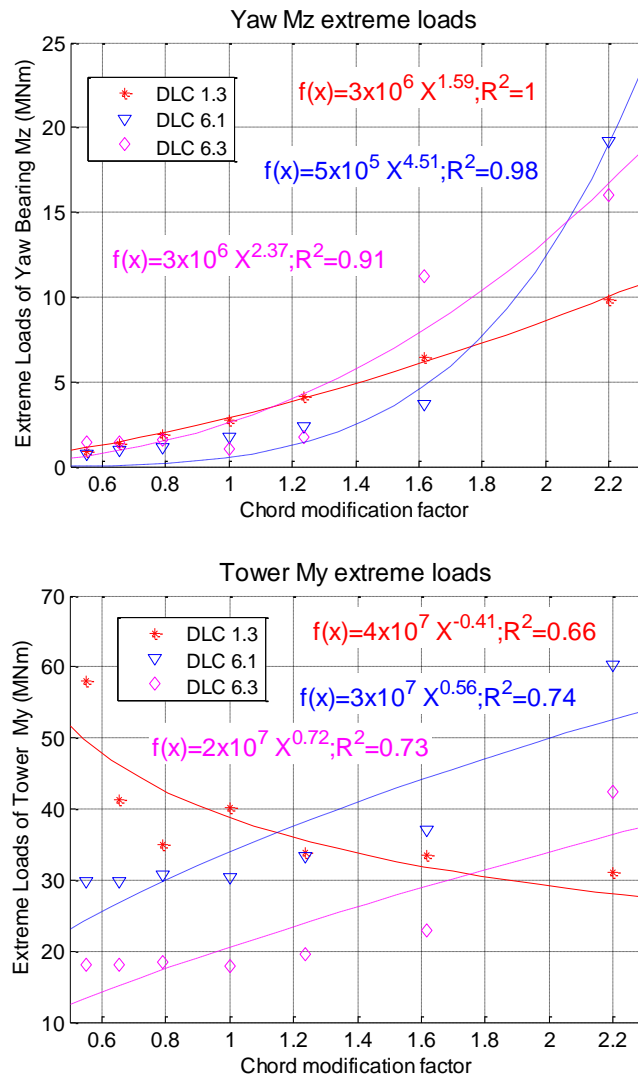 Yaw Mz extreme loads
25
20
15
10
5
0
Extreme Loads of Yaw Bearing Mz (MNm)
DLC 1.3
DLC 6.1
DLC 6.3
f(x)=3x10⁶ X¹·⁵⁹;R²=1
f(x)=5x10⁵ X⁴·⁵¹;R²=0.98
f(x)=3x10⁶ X²·³⁷;R²=0.91
0.6 0.8 1 1.2 1.4 1.6 1.8 2 2.2
Chord modification factor
Tower My extreme loads
70
60
50
40
30
20
10
Extreme Loads of Tower My (MNm)
DLC 1.3
DLC 6.1
DLC 6.3
f(x)=4x10⁷ X⁻⁰·⁴¹;R²=0.66
f(x)=3x10⁷ X⁰·⁵⁶;R²=0.74
f(x)=2x10⁷ X⁰·⁷²;R²=0.73
0.6 0.8 1 1.2 1.4 1.6 1.8 2 2.2
Chord modification factor